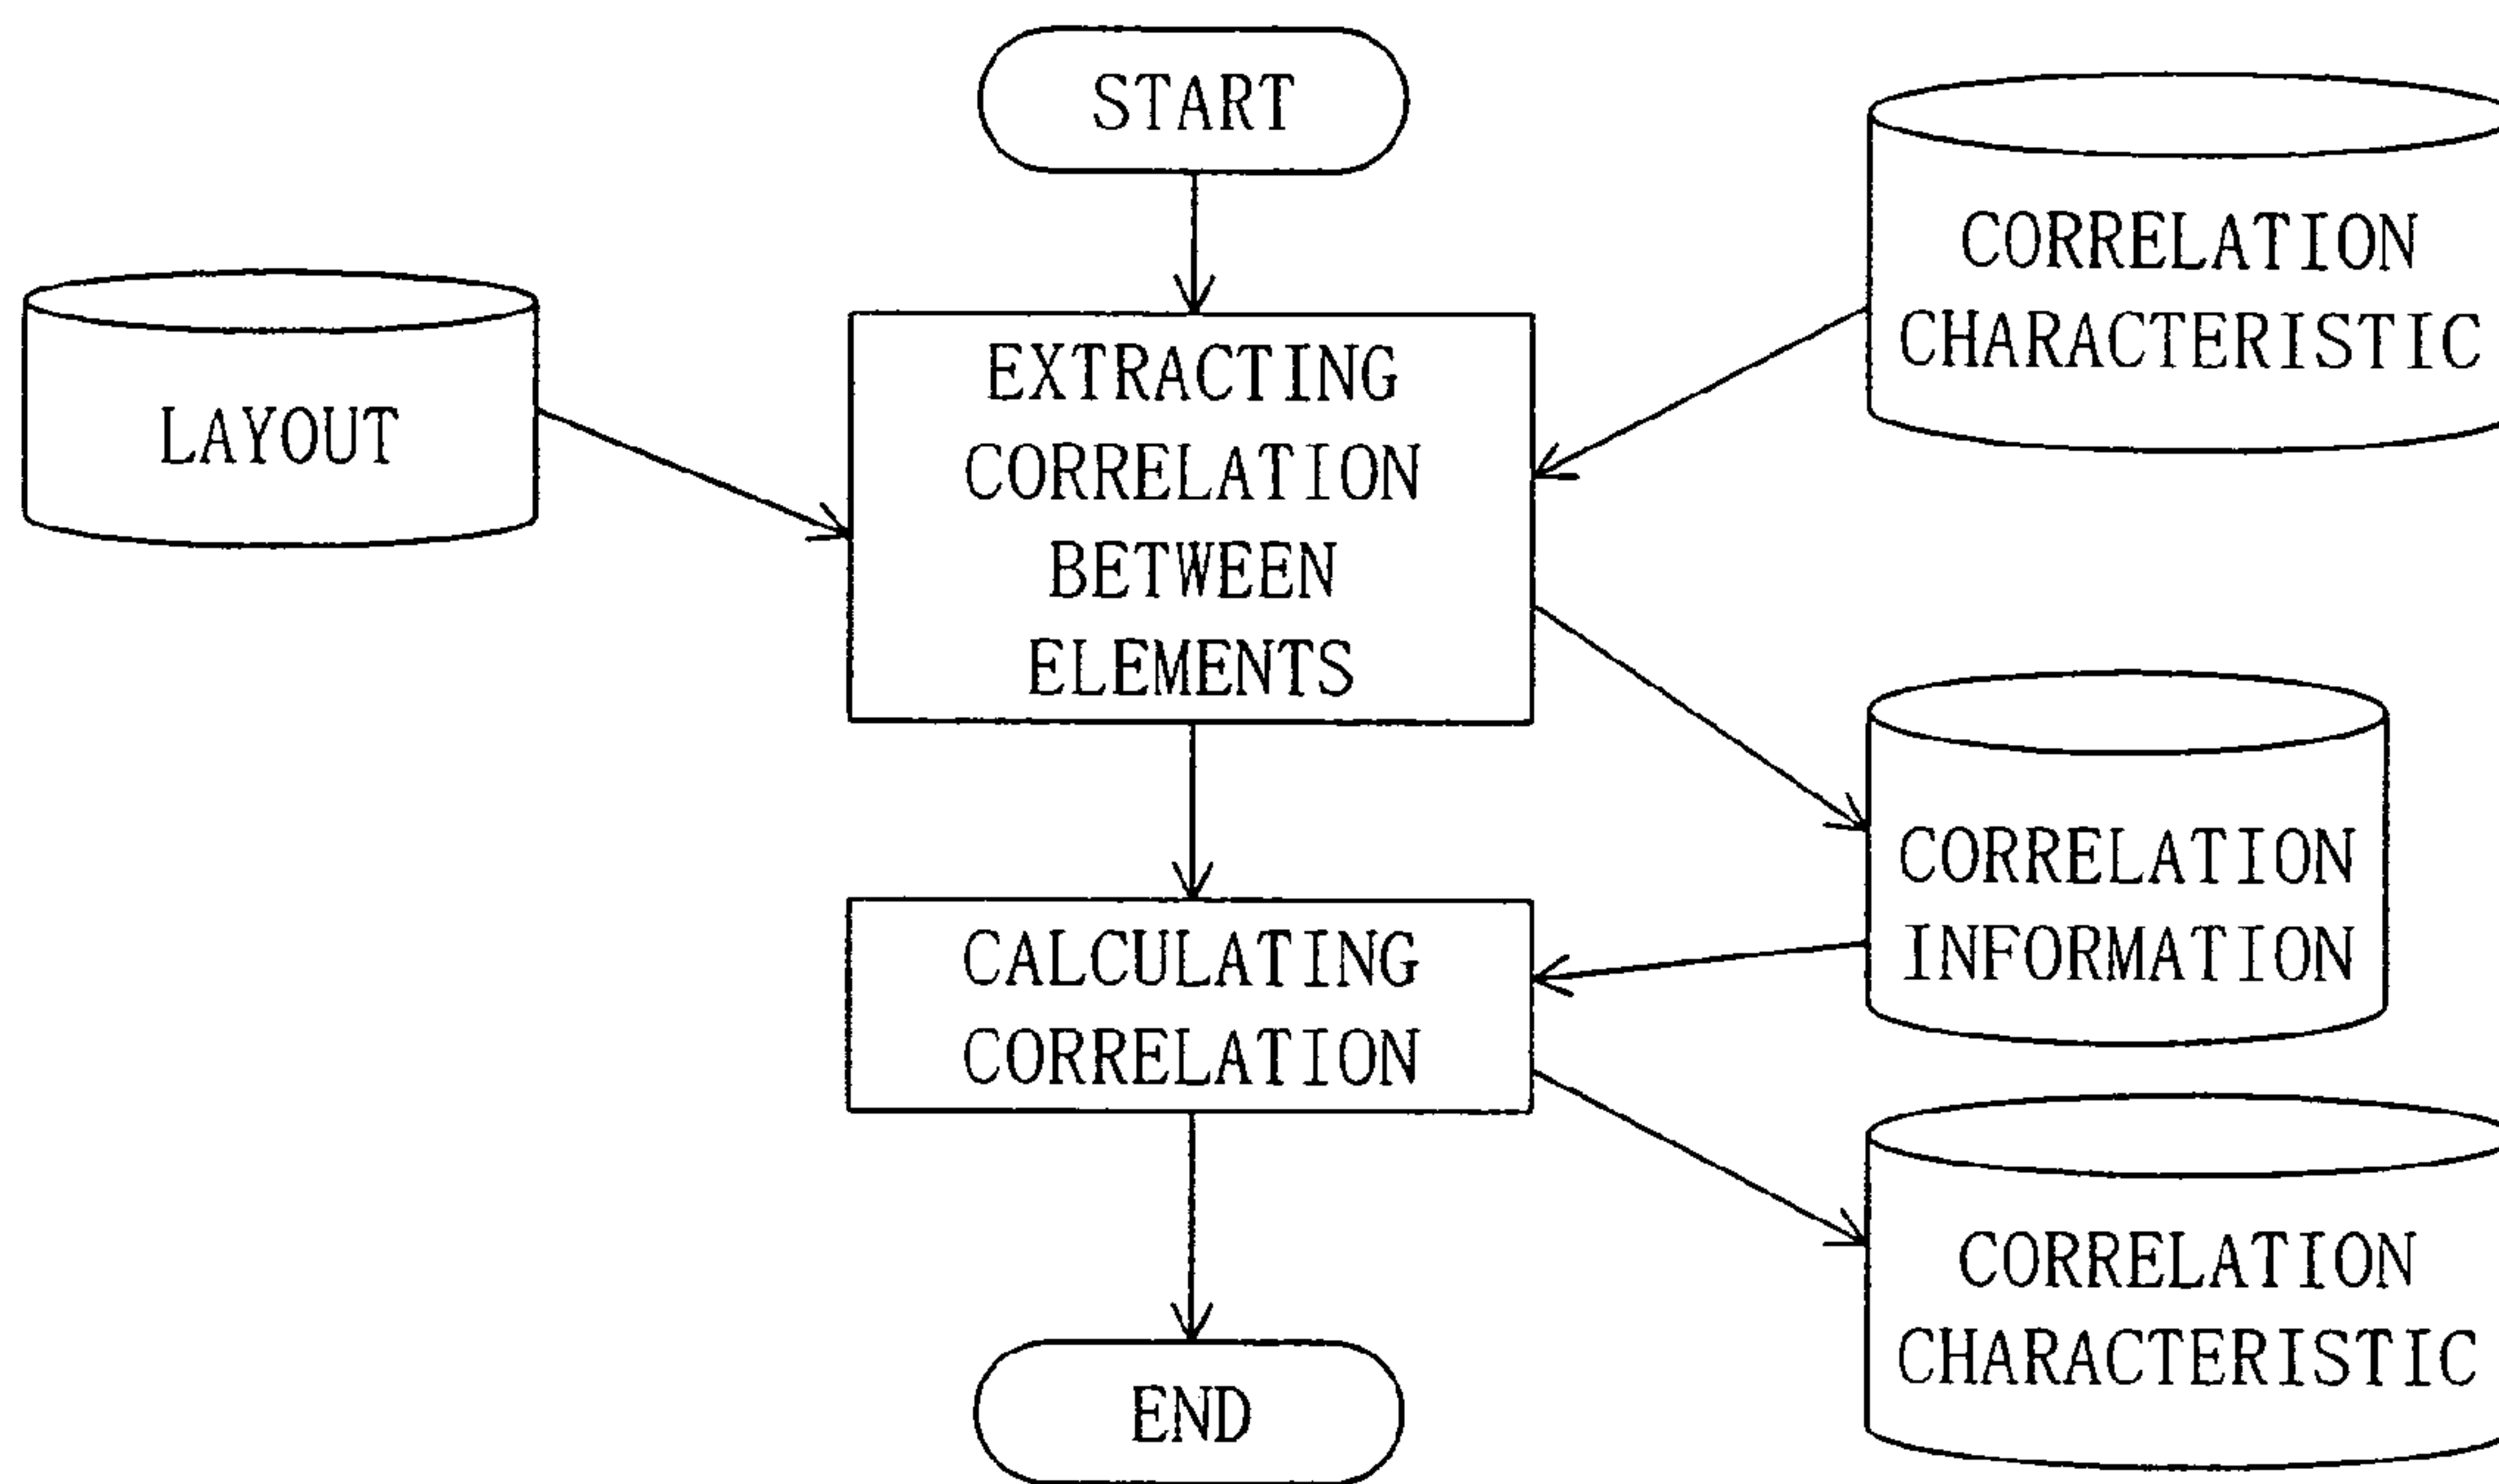 START
CORRELATION
CHARACTERISTIC
LAYOUT
EXTRACTING
CORRELATION
BETWEEN
ELEMENTS
CORRELATION
INFORMATION
CALCULATING
CORRELATION
CORRELATION
CHARACTERISTIC
END